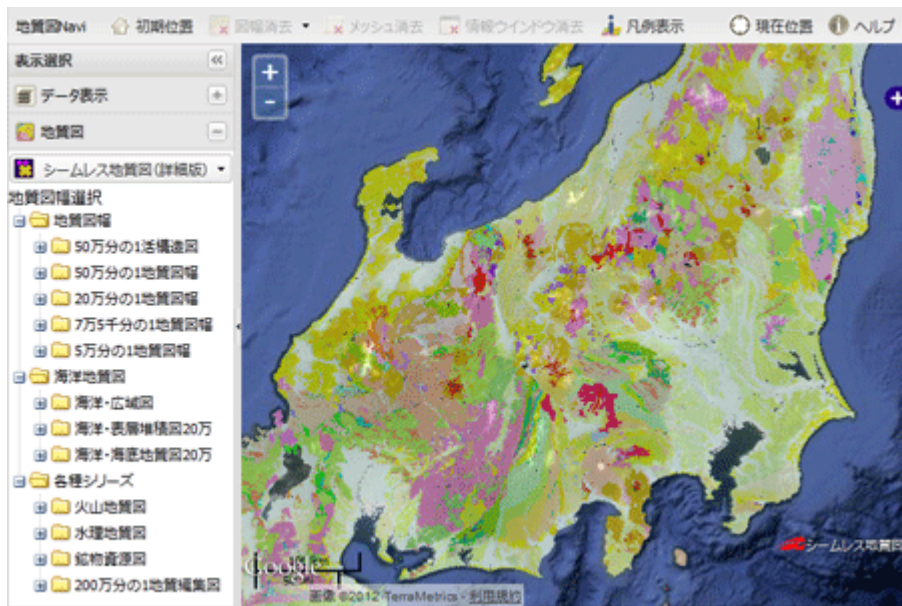 地質図Navi 初期位置 図幅消去 メッシュ消去 情報ウインドウ消去 凡例表示 現在位置 ヘルプ
表示選択
データ表示
地質図
シームレス地質図(詳細版)
地質図幅選択
地質図幅
50万分の1活構造図
50万分の1地質図幅
20万分の1地質図幅
7万5千分の1地質図幅
5万分の1地質図幅
海洋地質図
海洋・広域図
海洋・表層堆積図20万
海洋・海底地質図20万
各種シリーズ
火山地質図
水理地質図
鉱物資源図
200万分の1地質編集図
シームレス地質図
Google
画像 ©2012 TerraMetrics - 利用規約